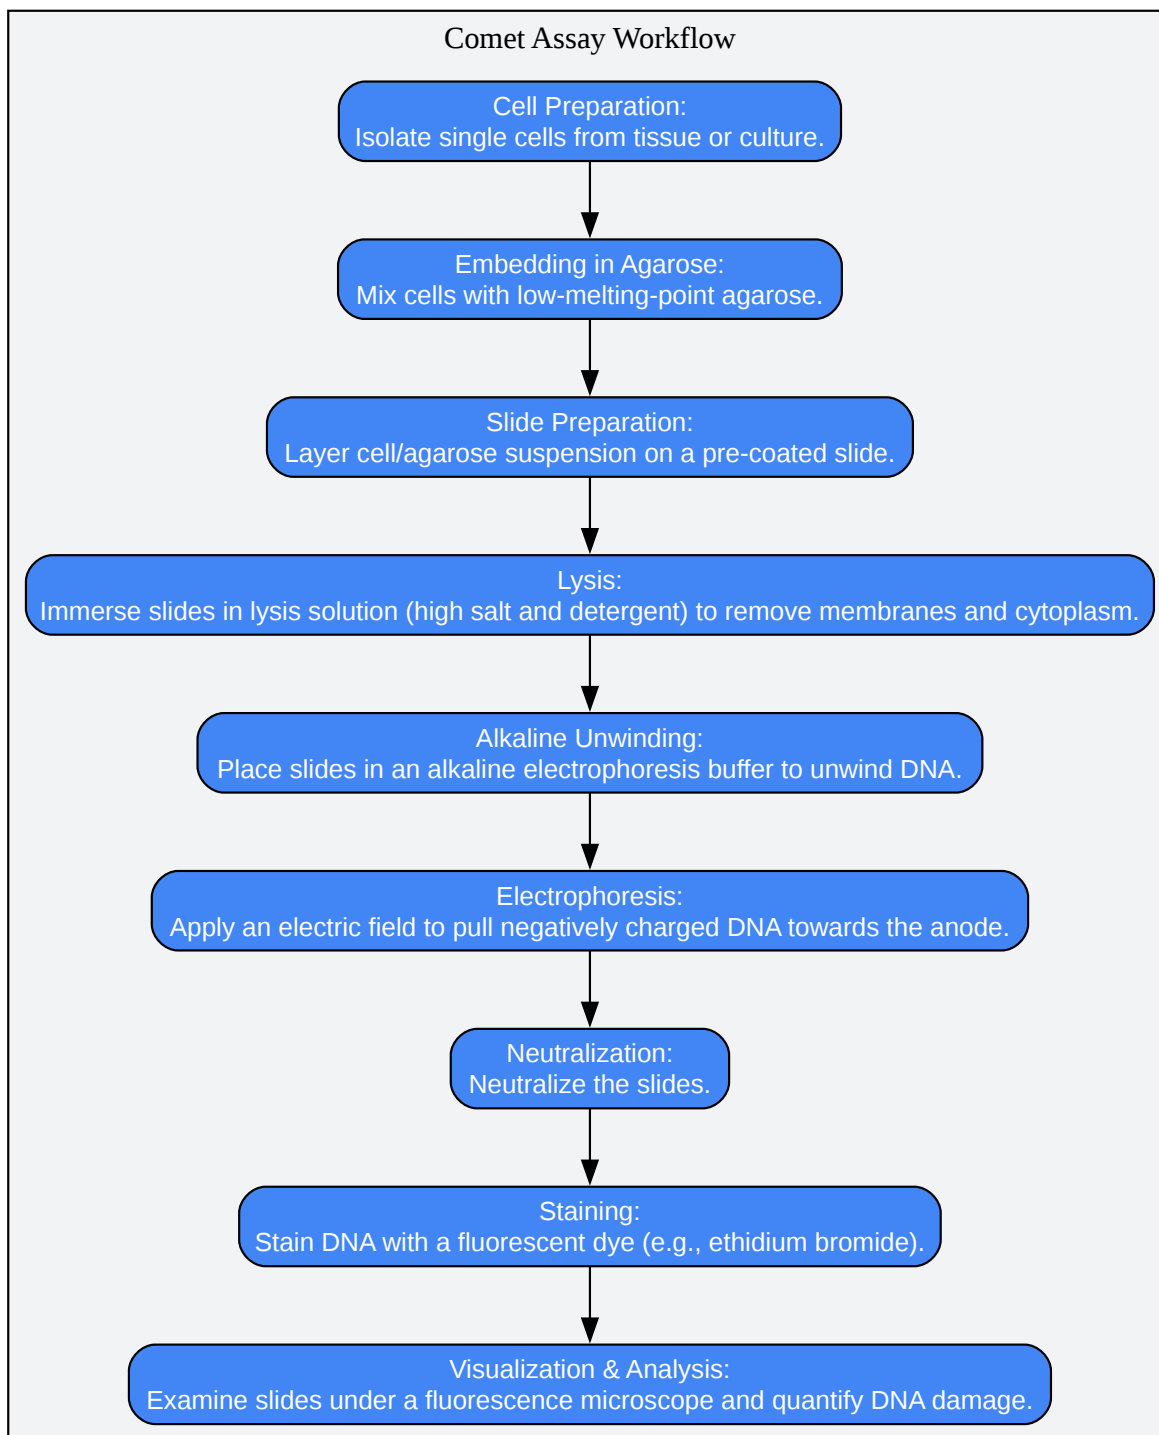 Comet Assay Workflow
Cell Preparation:
Isolate single cells from tissue or culture.
Embedding in Agarose:
Mix cells with low-melting-point agarose.
Slide Preparation:
Layer cell/agarose suspension on a pre-coated slide.
Lysis:
Immerse slides in lysis solution (high salt and detergent) to remove membranes and cytoplasm.
Alkaline Unwinding:
Place slides in an alkaline electrophoresis buffer to unwind DNA.
Electrophoresis:
Apply an electric field to pull negatively charged DNA towards the anode.
Neutralization:
Neutralize the slides.
Staining:
Stain DNA with a fluorescent dye (e.g., ethidium bromide).
Visualization & Analysis:
Examine slides under a fluorescence microscope and quantify DNA damage.